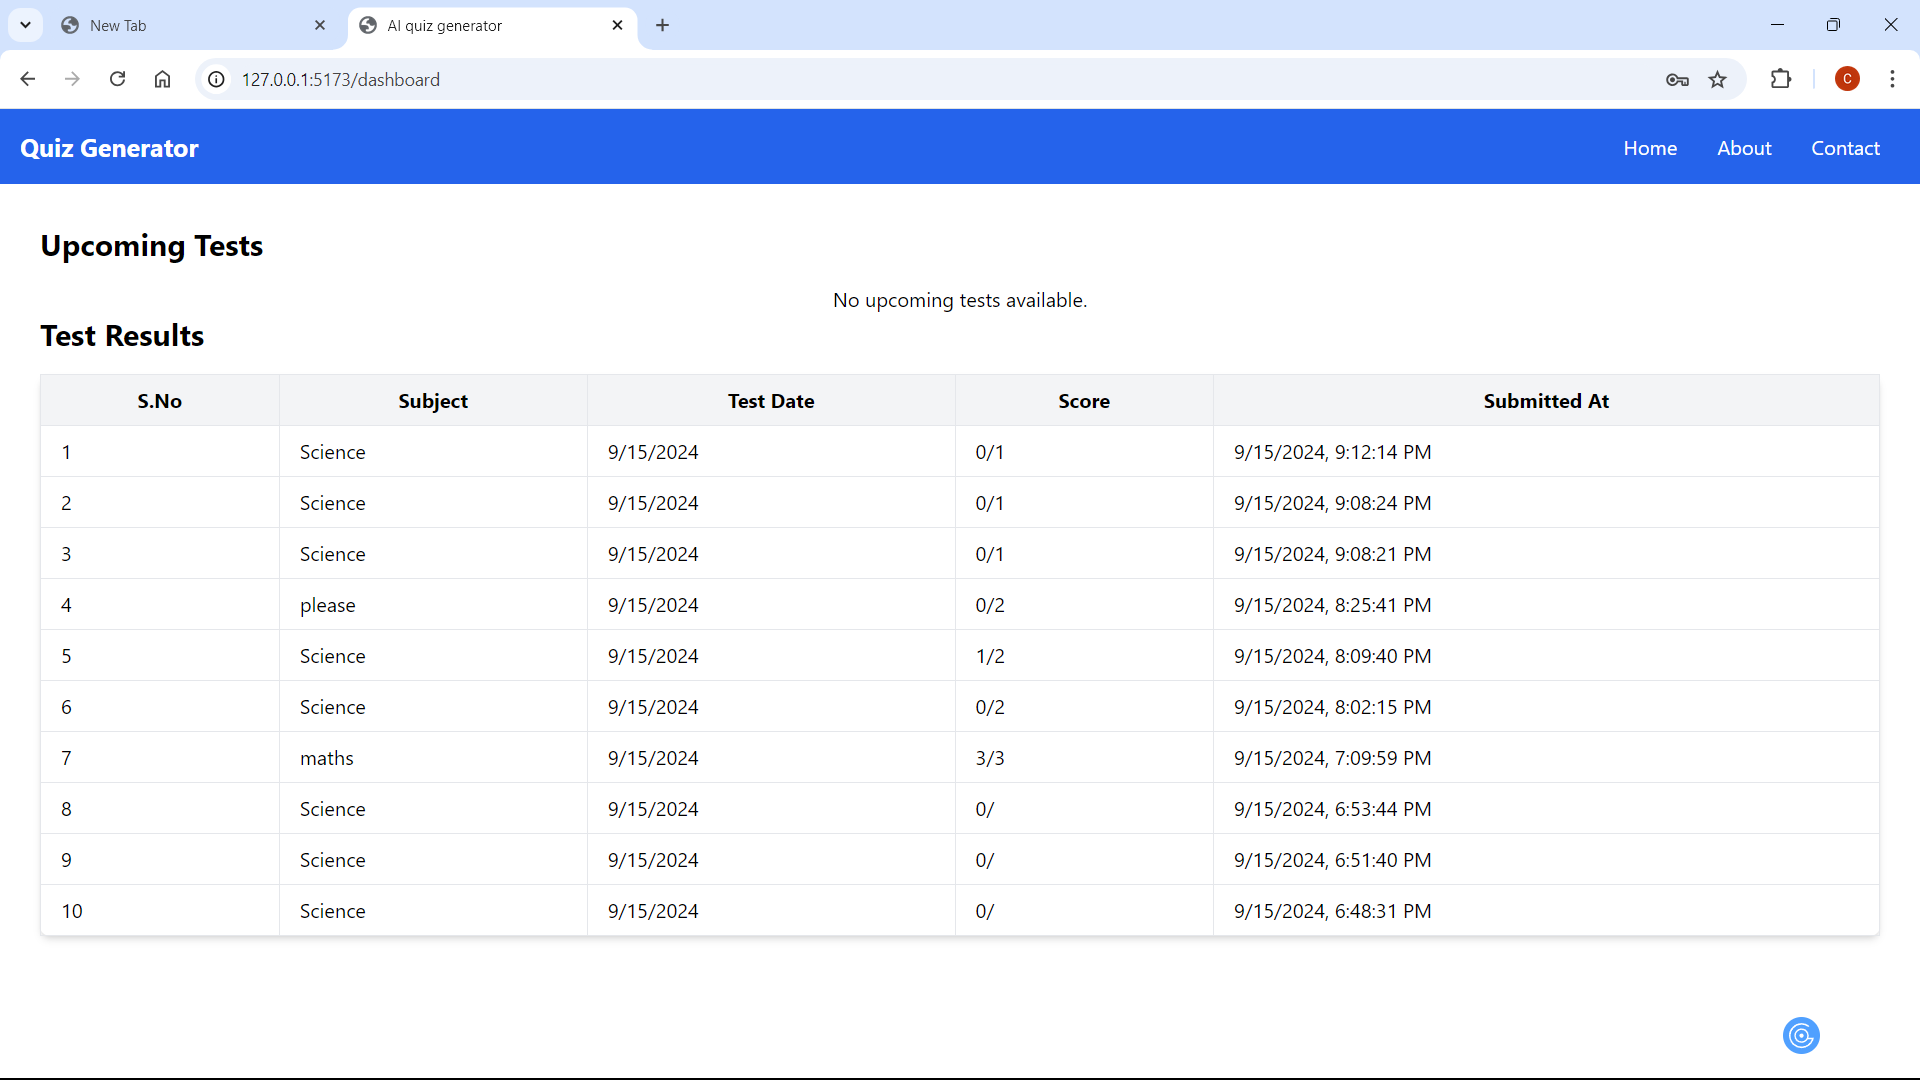 New Tab
AI quiz generator
127.0.0.1:5173/dashboard
C
Quiz Generator
Home About Contact
Upcoming Tests
No upcoming tests available.
Test Results
S.No Subject Test Date Score Submitted At
1 Science 9/15/2024 0/1 9/15/2024, 9:12:14 PM
2 Science 9/15/2024 0/1 9/15/2024, 9:08:24 PM
3 Science 9/15/2024 0/1 9/15/2024, 9:08:21 PM
4 please 9/15/2024 0/2 9/15/2024, 8:25:41 PM
5 Science 9/15/2024 1/2 9/15/2024, 8:09:40 PM
6 Science 9/15/2024 0/2 9/15/2024, 8:02:15 PM
7 maths 9/15/2024 3/3 9/15/2024, 7:09:59 PM
8 Science 9/15/2024 0/ 9/15/2024, 6:53:44 PM
9 Science 9/15/2024 0/ 9/15/2024, 6:51:40 PM
10 Science 9/15/2024 0/ 9/15/2024, 6:48:31 PM